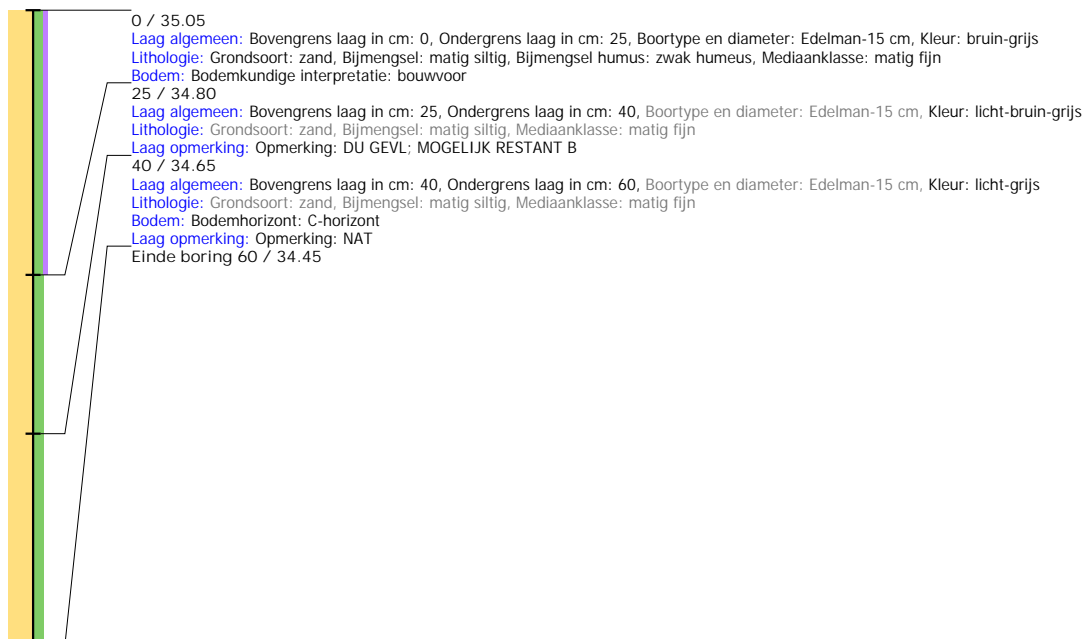 0 / 35.05
Laag algemeen: Bovengrens laag in cm: 0, Ondergrens laag in cm: 25, Boortype en diameter: Edelman-15 cm, Kleur: bruin-grijs
Lithologie: Grondsoort: zand, Bijmengsel: matig siltig, Bijmengsel humus: zwak humeus, Mediaanklasse: matig fijn
Bodem: Bodemkundige interpretatie: bouwvoor
25 / 34.80
Laag algemeen: Bovengrens laag in cm: 25, Ondergrens laag in cm: 40, Boortype en diameter: Edelman-15 cm, Kleur: licht-bruin-grijs
Lithologie: Grondsoort: zand, Bijmengsel: matig siltig, Mediaanklasse: matig fijn
Laag opmerking: Opmerking: DU GEVL; MOGELIJK RESTANT B
40 / 34.65
Laag algemeen: Bovengrens laag in cm: 40, Ondergrens laag in cm: 60, Boortype en diameter: Edelman-15 cm, Kleur: licht-grijs
Lithologie: Grondsoort: zand, Bijmengsel: matig siltig, Mediaanklasse: matig fijn
Bodem: Bodemhorizont: C-horizont
Laag opmerking: Opmerking: NAT
Einde boring 60 / 34.45